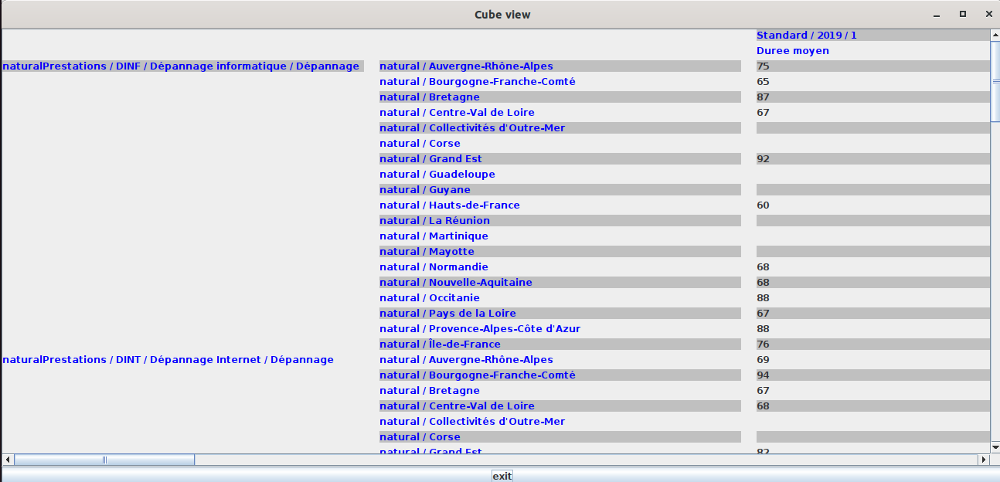 Cube view
Standard / 2019 / 1
Duree moyen
naturalPrestations / DINF / Dépannage informatique / Dépannage natural / Auvergne-Rhône-Alpes 75
natural / Bourgogne-Franche-Comté 65
natural / Bretagne 87
natural / Centre-Val de Loire 67
natural / Collectivités d'Outre-Mer
natural / Corse
natural / Grand Est 92
natural / Guadeloupe
natural / Guyane
natural / Hauts-de-France 60
natural / La Réunion
natural / Martinique
natural / Mayotte
natural / Normandie 68
natural / Nouvelle-Aquitaine 68
natural / Occitanie 88
natural / Pays de la Loire 67
natural / Provence-Alpes-Côte d'Azur 88
natural / Île-de-France 76
naturalPrestations / DINT / Dépannage Internet / Dépannage natural / Auvergne-Rhône-Alpes 69
natural / Bourgogne-Franche-Comté 94
natural / Bretagne 67
natural / Centre-Val de Loire 68
natural / Collectivités d'Outre-Mer
natural / Corse
natural / Grand Est 82
exit